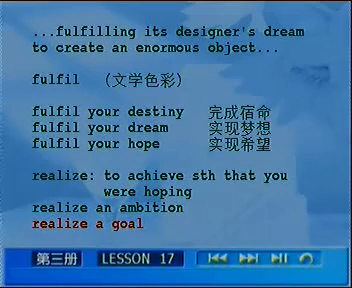 ...fulfilling its designer's dream
to create an enormous object...
fulfil （文学色彩）
fulfil your destiny 完成宿命
fulfil your dream 实现梦想
fulfil your hope 实现希望
realize: to achieve sth that you
were hoping
realize an ambition
realize a goal
第三册 LESSON 17